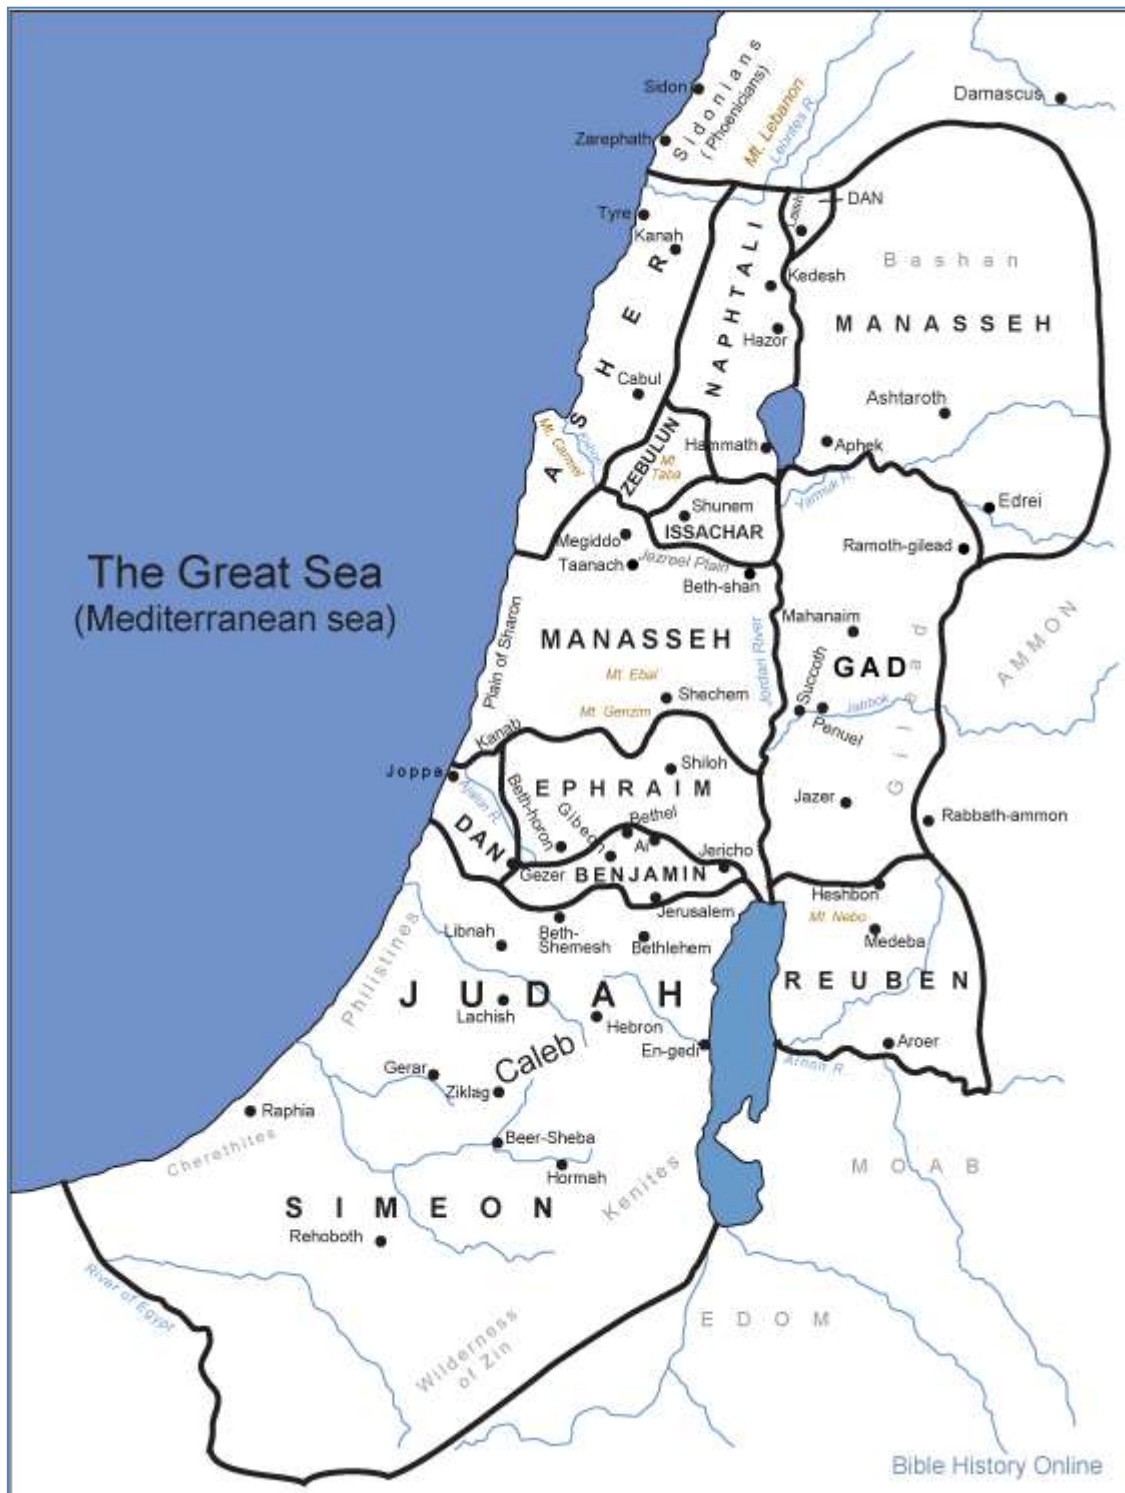 Sidon
Sidonians
(Phoenicians)
Mt. Lebanon
Damascus
Zarephath
DAN
Laish
Tyre
Kanah
Bashan
Kedesh
MANASSEH
NAPHTALI
Hazor
ASHER
Cabul
Ashtaroth
Mt. Carmel
ZEBULUN
Hammath
Aphek
Mt.
Taba
Yarmuk R.
Shunem
Edrei
ISSACHAR
Megiddo
Ramoth-gilead
Taanach
Jezreel Plain
Beth-shan
The Great Sea
(Mediterranean sea)
Plain of Sharon
MANASSEH
Jordan River
Mahanaim
GAD
AMMON
Mt. Ebal
Succoth
Shechem
Jabbok
Mt. Gerizim
Penuel
Gilead
Kanab
Joppa
Shiloh
EPHRAIM
Jazer
Ajalon R.
Beth-horon
Gibeon
Bethel
Rabbath-ammon
DAN
Ai
Jericho
Gezer
BENJAMIN
Heshbon
Jerusalem
Mt. Nebo
Libnah
Beth-
Shemesh
Bethlehem
Medeba
Philistines
JUDAH
REUBEN
Lachish
Hebron
En-gedi
Aroer
Arnon R.
Caleb
Gerar
Ziklag
Raphia
Cherethites
Beer-Sheba
Hormah
Kenites
MOAB
SIMEON
Rehoboth
River of Egypt
EDOM
Wilderness
of Zin
Bible History Online